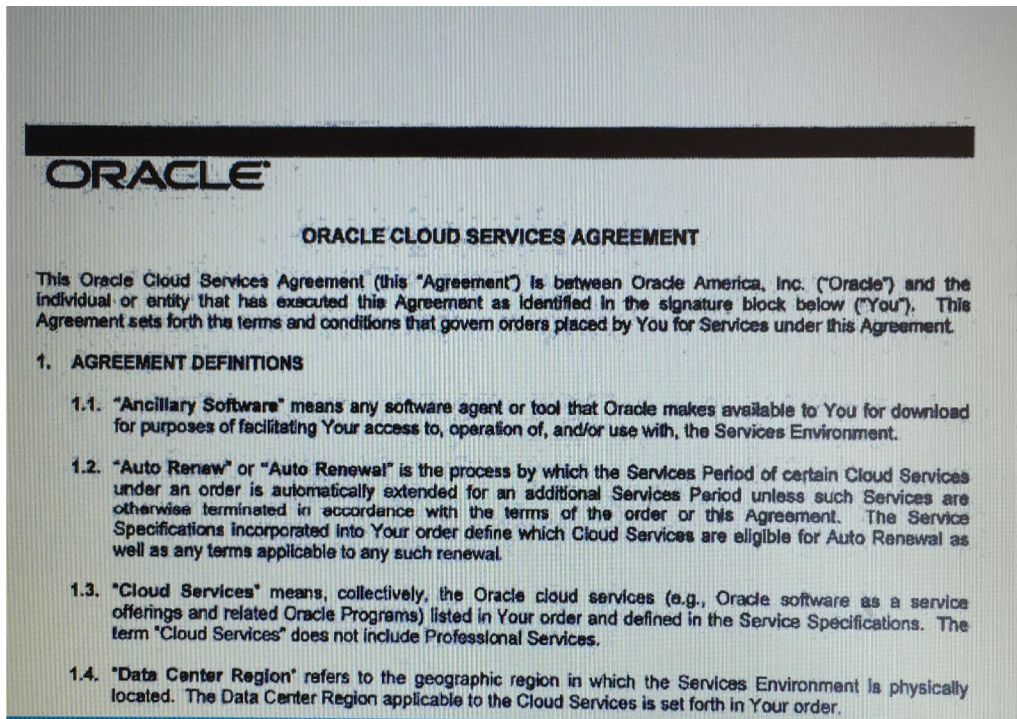 ORACLE
ORACLE CLOUD SERVICES AGREEMENT
This Oracle Cloud Services Agreement (this "Agreement") is between Oracle America, Inc. ("Oracle") and the
individual or entity that has executed this Agreement as identified in the signature block below ("You"). This
Agreement sets forth the terms and conditions that govern orders placed by You for Services under this Agreement.
1. AGREEMENT DEFINITIONS
1.1. "Ancillary Software" means any software agent or tool that Oracle makes available to You for download
for purposes of facilitating Your access to, operation of, and/or use with, the Services Environment.
1.2. "Auto Renew" or "Auto Renewal" is the process by which the Services Period of certain Cloud Services
under an order is automatically extended for an additional Services Period unless such Services are
otherwise terminated in accordance with the terms of the order or this Agreement. The Service
Specifications incorporated into Your order define which Cloud Services are eligible for Auto Renewal as
well as any terms applicable to any such renewal.
1.3. "Cloud Services" means, collectively, the Oracle cloud services (e.g., Oracle software as a service
offerings and related Oracle Programs) listed in Your order and defined in the Service Specifications. The
term "Cloud Services" does not include Professional Services.
1.4. "Data Center Region" refers to the geographic region in which the Services Environment is physically
located. The Data Center Region applicable to the Cloud Services is set forth in Your order.